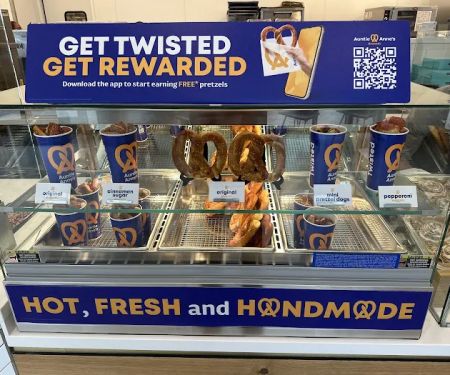 GET TWISTED
GET REWARDED
Download the app to start earning FREE* pretzels
Auntie Anne's
original
cinnamon
sugar
original
mini
pretzel dogs
pepperoni
HOT, FRESH and HANDMADE